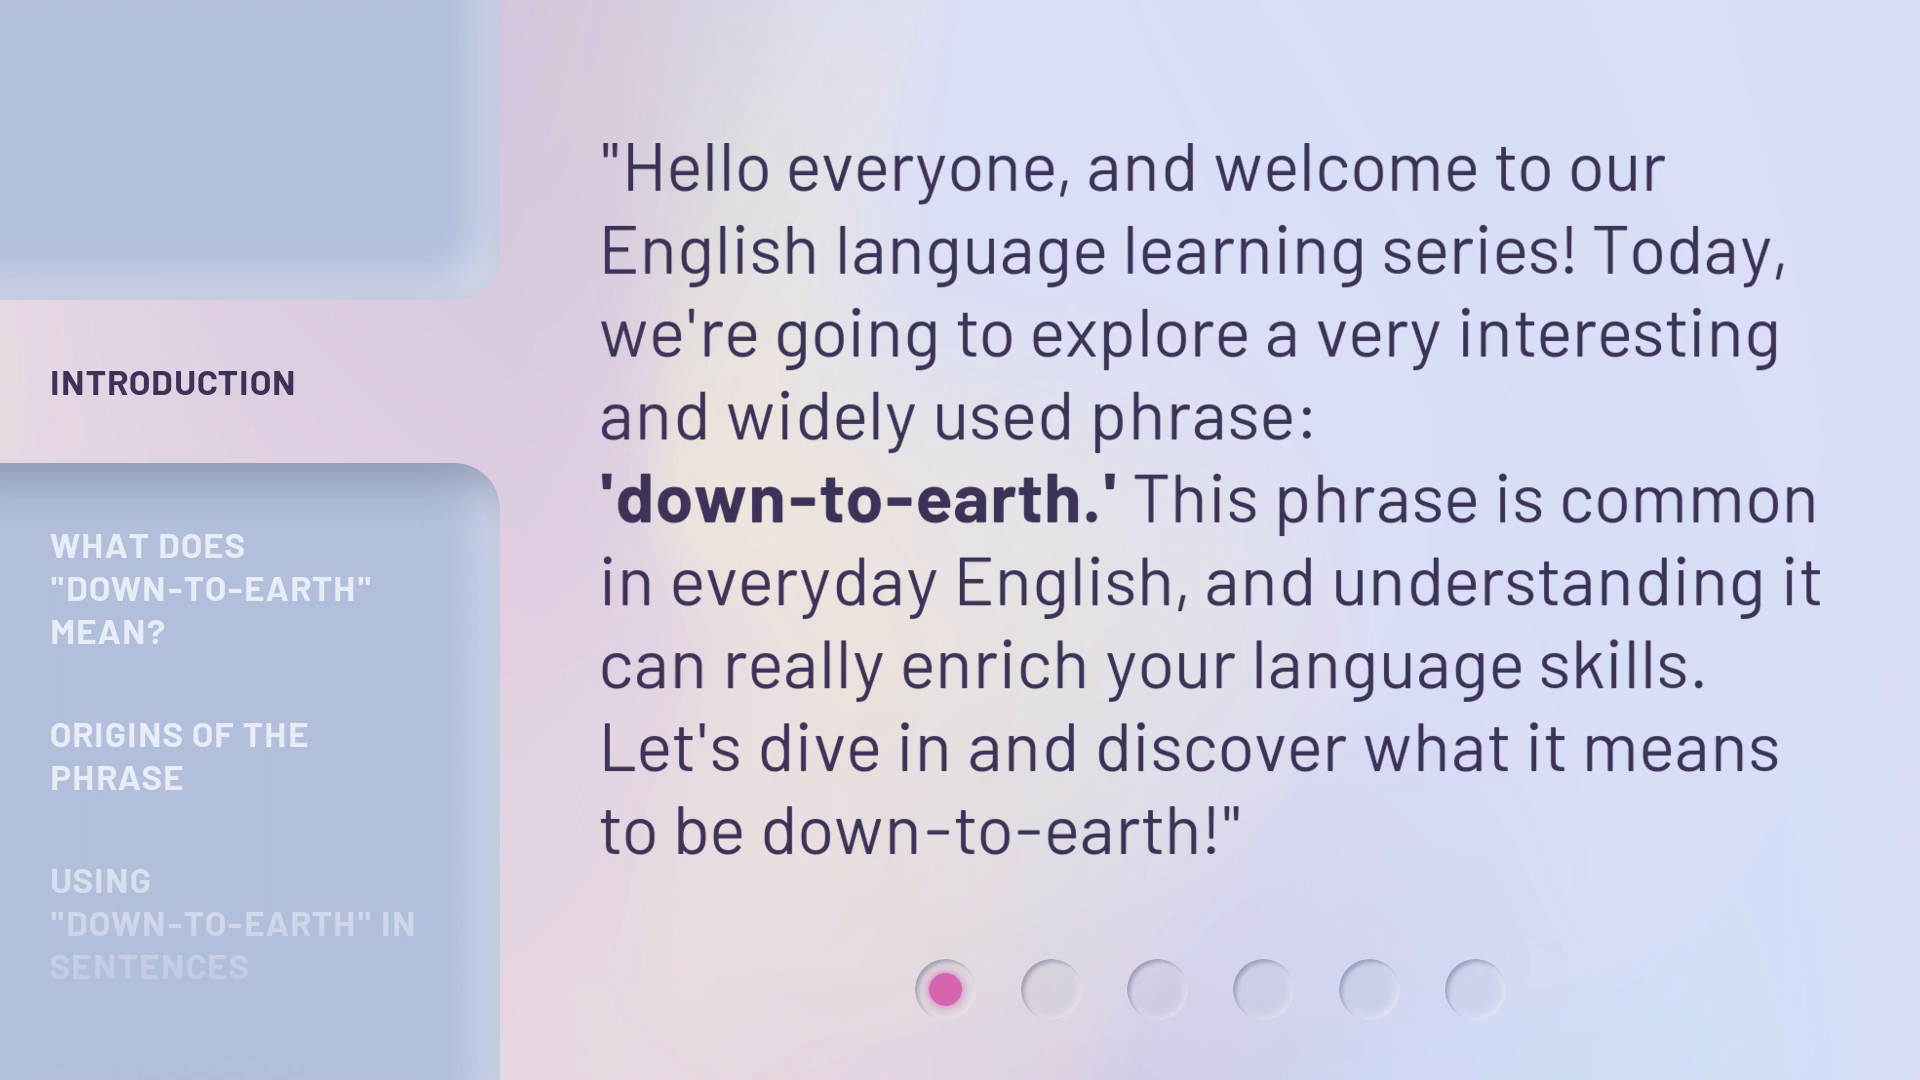 INTRODUCTION
WHAT DOES
"DOWN-TO-EARTH"
MEAN?
ORIGINS OF THE
PHRASE
USING
"DOWN-TO-EARTH" IN
SENTENCES
"Hello everyone, and welcome to our
English language learning series! Today,
we're going to explore a very interesting
and widely used phrase:
'down-to-earth.' This phrase is common
in everyday English, and understanding it
can really enrich your language skills.
Let's dive in and discover what it means
to be down-to-earth!"